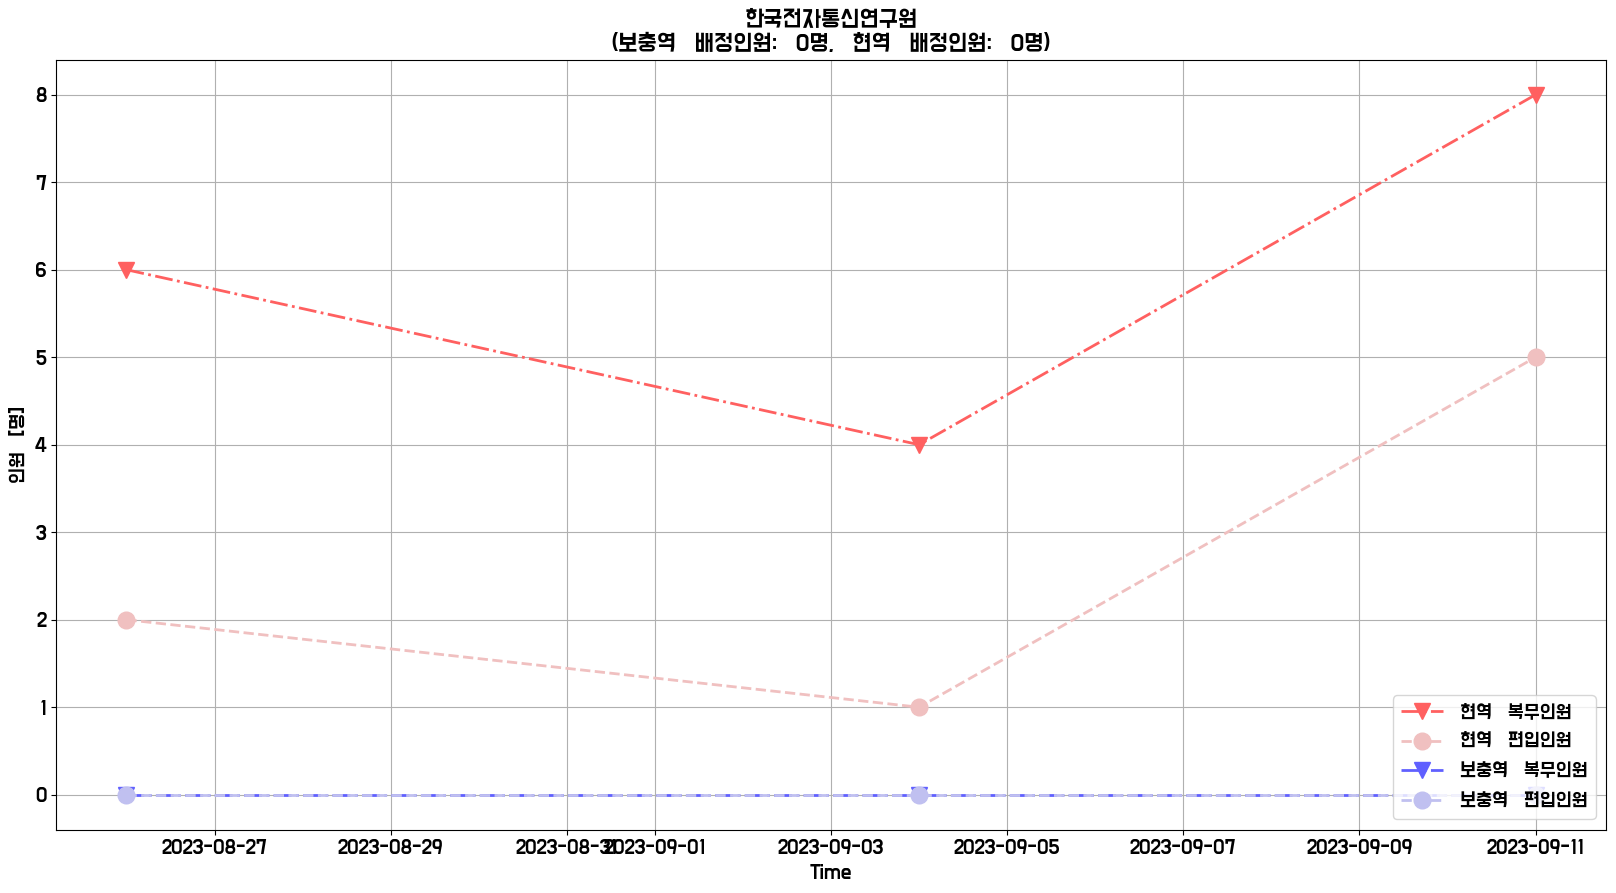 한국전자통신연구원
(보충역 배정인원: 0명, 현역 배정인원: 0명)
인원 [명]
8
7
6
5
4
3
2
1
0
현역 복무인원
현역 편입인원
보충역 복무인원
보충역 편입인원
2023-08-27 2023-08-29 2023-08-31 2023-09-01 2023-09-03 2023-09-05 2023-09-07 2023-09-09 2023-09-11
Time